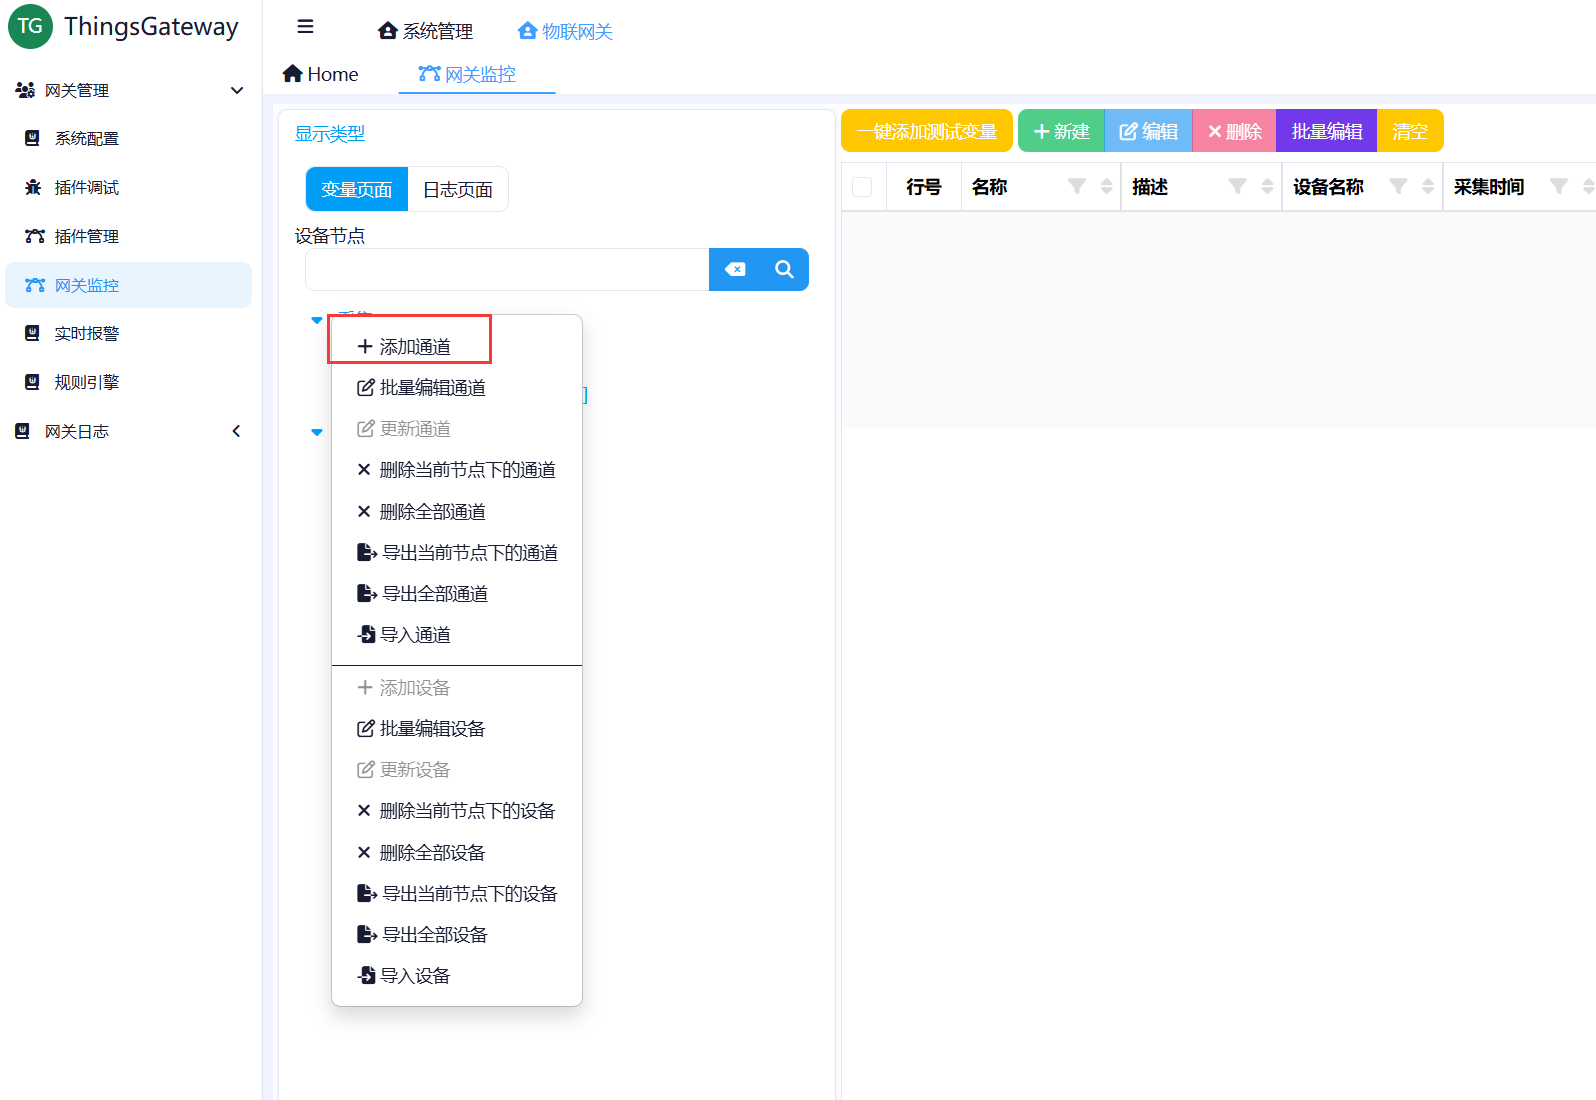 TG ThingsGateway
系统管理 物联网关
Home 网关监控
网关管理
系统配置
插件调试
插件管理
网关监控
实时报警
规则引擎
网关日志
显示类型
变量页面 日志页面
设备节点
添加通道
批量编辑通道
更新通道
删除当前节点下的通道
删除全部通道
导出当前节点下的通道
导出全部通道
导入通道
添加设备
批量编辑设备
更新设备
删除当前节点下的设备
删除全部设备
导出当前节点下的设备
导出全部设备
导入设备
]
一键添加测试变量 新建 编辑 删除 批量编辑 清空
行号 名称 描述 设备名称 采集时间